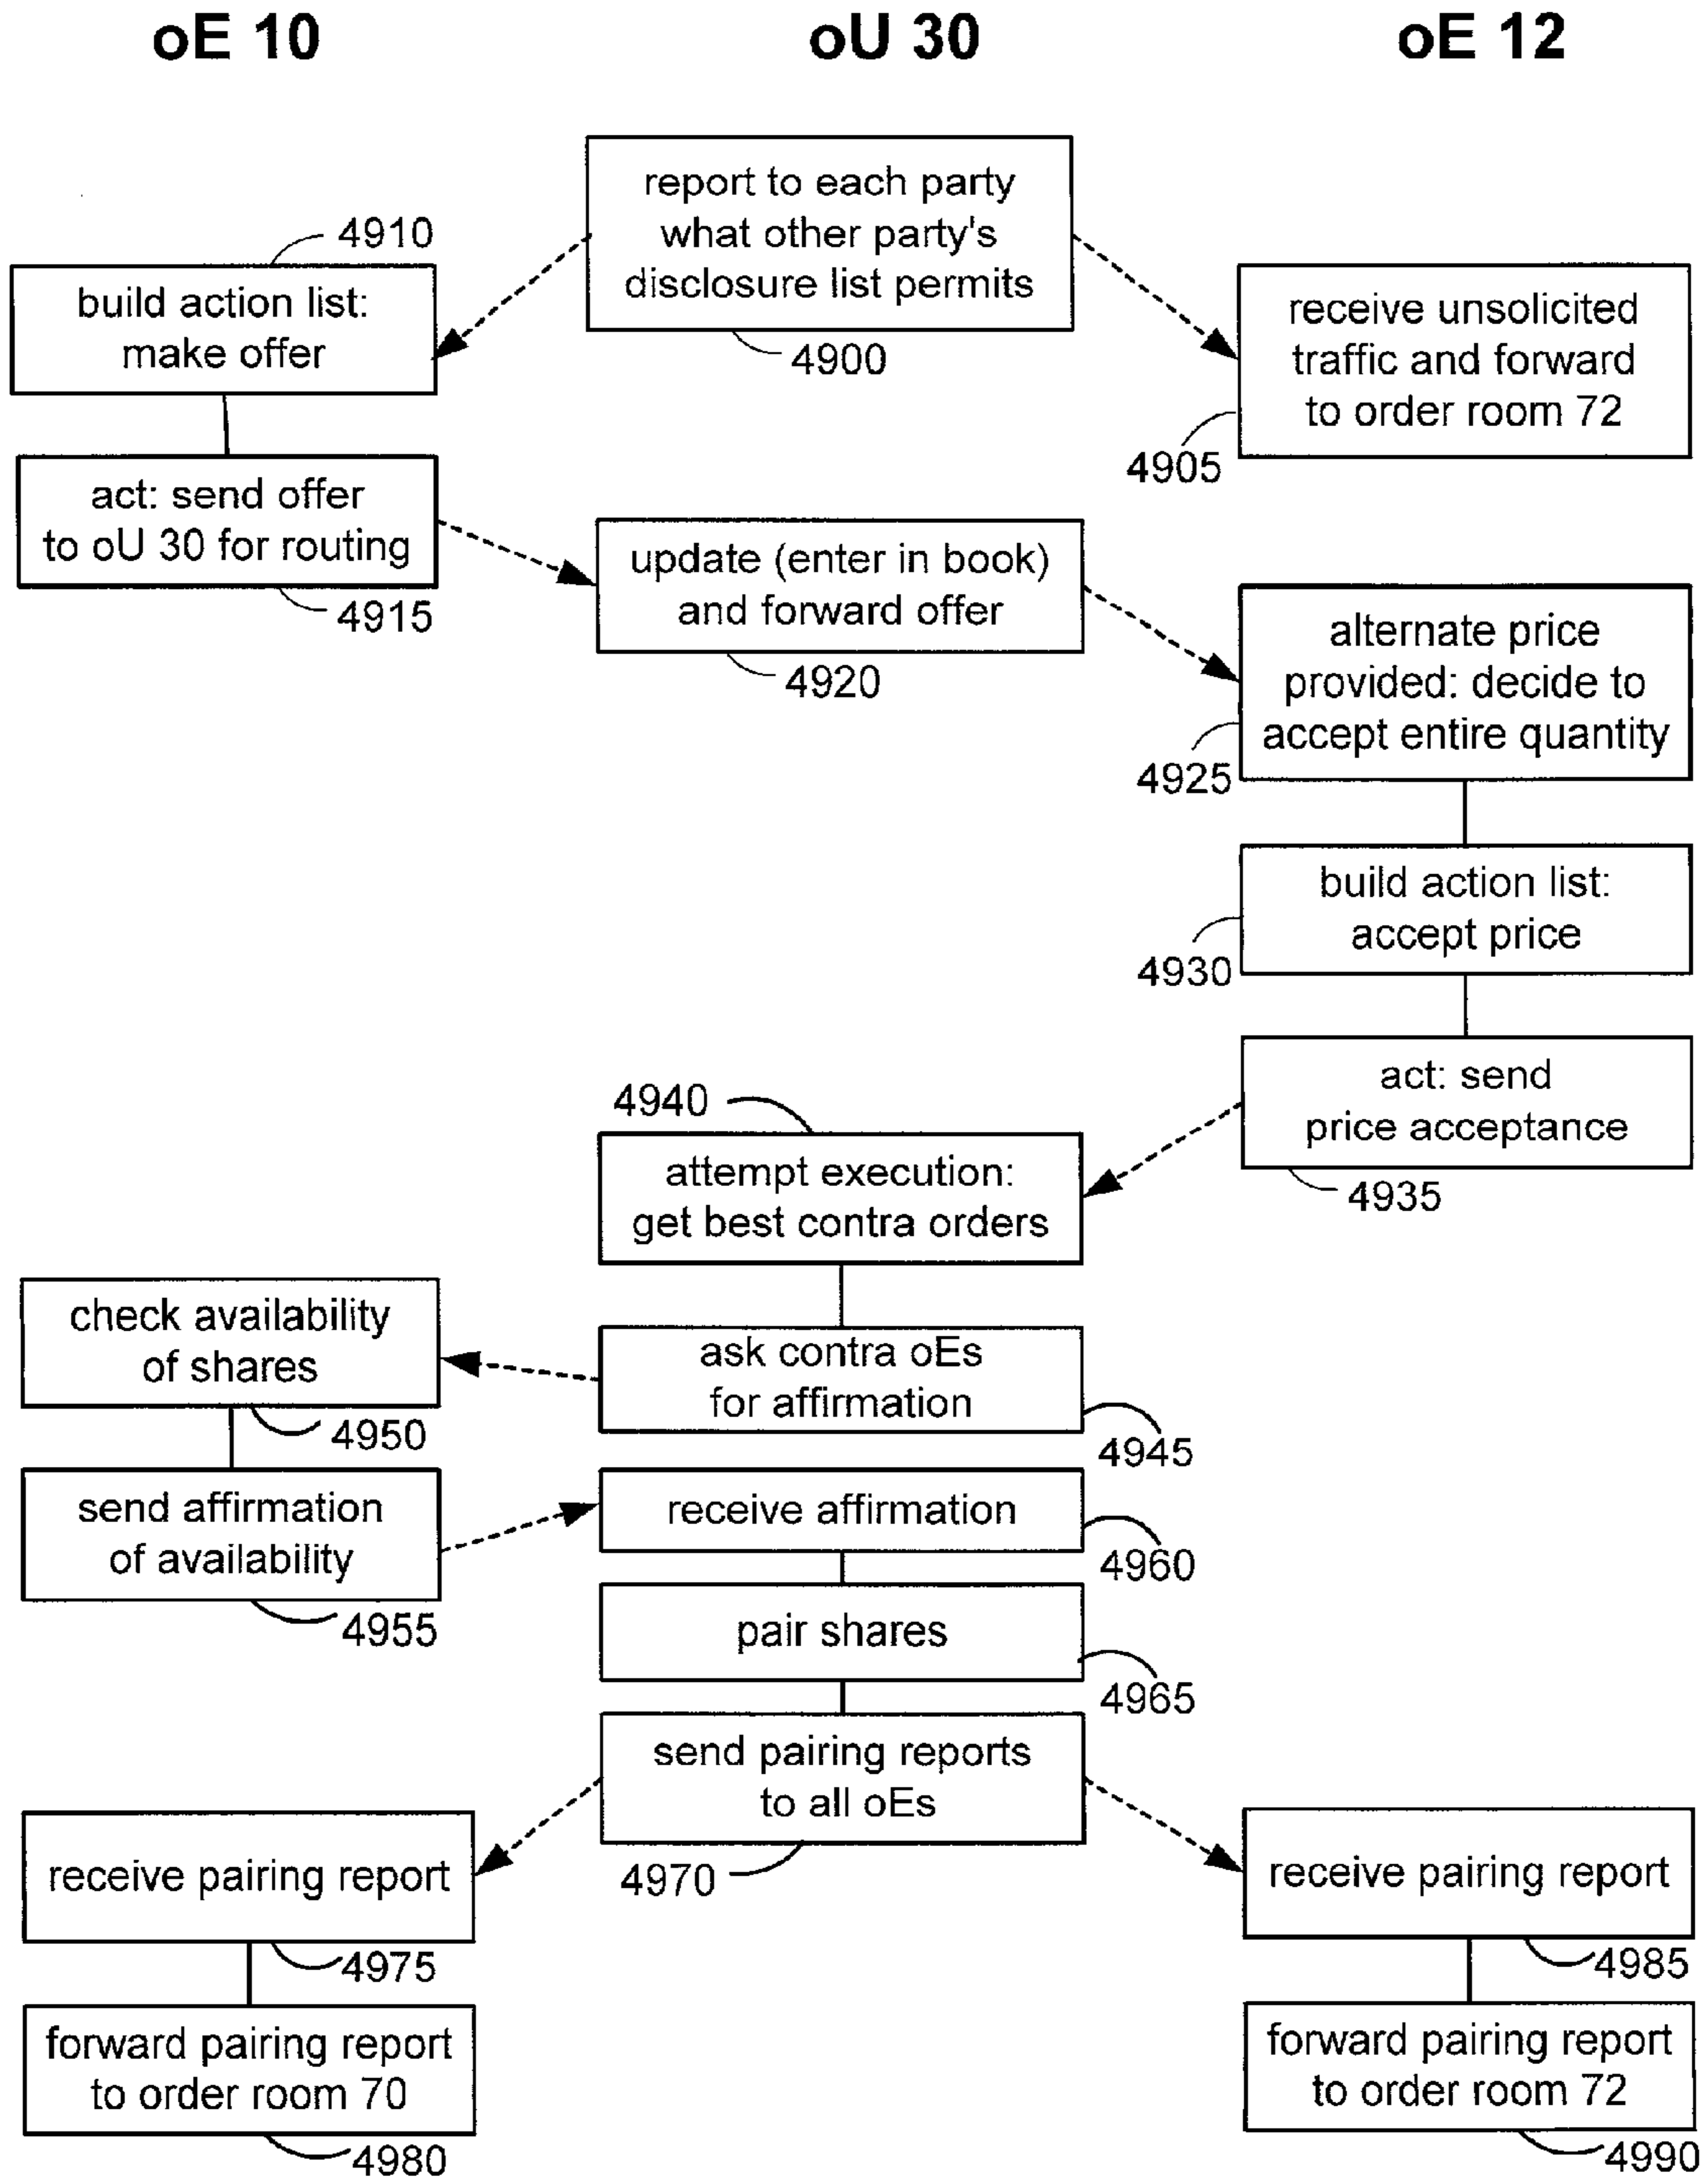 oE 10
oU 30
oE 12
report to each party
what other party's
disclosure list permits
4900
4910
build action list:
make offer
receive unsolicited
traffic and forward
to order room 72
4905
act: send offer
to oU 30 for routing
4915
update (enter in book)
and forward offer
4920
alternate price
provided: decide to
accept entire quantity
4925
build action list:
accept price
4930
act: send
price acceptance
4935
4940
attempt execution:
get best contra orders
ask contra oEs
for affirmation
4945
check availability
of shares
4950
send affirmation
of availability
4955
receive affirmation
4960
pair shares
4965
send pairing reports
to all oEs
4970
receive pairing report
4975
forward pairing report
to order room 70
4980
receive pairing report
4985
forward pairing report
to order room 72
4990